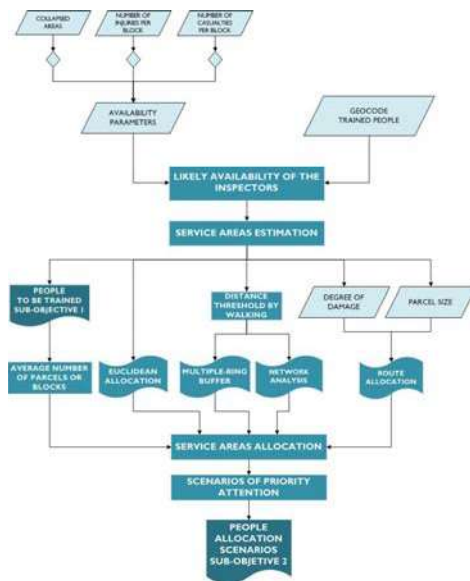 COLLAPSED
AREAS
NUMBER OF
INJURIES PER
BLOCK
NUMBER OF
CASUALTIES
PER BLOCK
AVAILABILITY
PARAMETERS
GEOCODE
TRAINED PEOPLE
LIKELY AVAILABILITY OF THE
INSPECTORS
SERVICE AREAS ESTIMATION
PEOPLE
TO BE TRAINED
SUB-OBJECTIVE 1
DISTANCE
THRESHOLD BY
WALKING
DEGREE OF
DAMAGE
PARCEL SIZE
AVERAGE NUMBER
OF PARCELS OR
BLOCKS
EUCLIDEAN
ALLOCATION
MULTIPLE-RING
BUFFER
NETWORK
ANALYSIS
ROUTE
ALLOCATION
SERVICE AREAS ALLOCATION
SCENARIOS OF PRIORITY
ATTENTION
PEOPLE
ALLOCATION
SCENARIOS
SUB-OBJETIVE 2